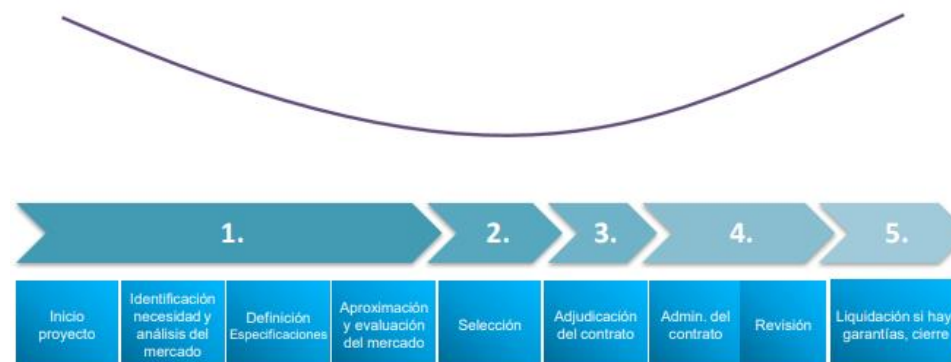 1.
2.
3.
4.
5.
Inicio
proyecto
Identificación
necesidad y
análisis del
mercado
Definición
Especificaciones
Aproximación
y evaluación
del mercado
Selección
Adjudicación
del contrato
Admin. del
contrato
Revisión
Liquidación si hay
garantías, cierre